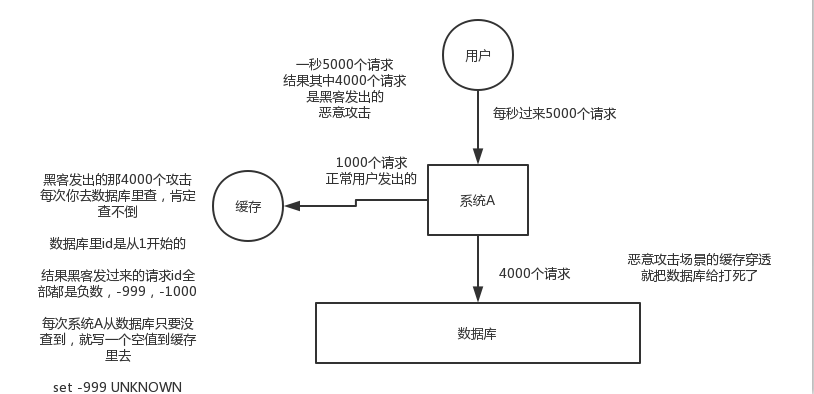 用户
一秒5000个请求
结果其中4000个请求
是黑客发出的
恶意攻击
每秒过来5000个请求
1000个请求
正常用户发出的
黑客发出的那4000个攻击
每次你去数据库里查，肯定
查不倒
缓存
系统A
数据库里id是从1开始的
结果黑客发过来的请求id全
部都是负数，-999，-1000
4000个请求
恶意攻击场景的缓存穿透
就把数据库给打死了
每次系统A从数据库只要没
查到，就写一个空值到缓存
里去
数据库
set -999 UNKNOWN